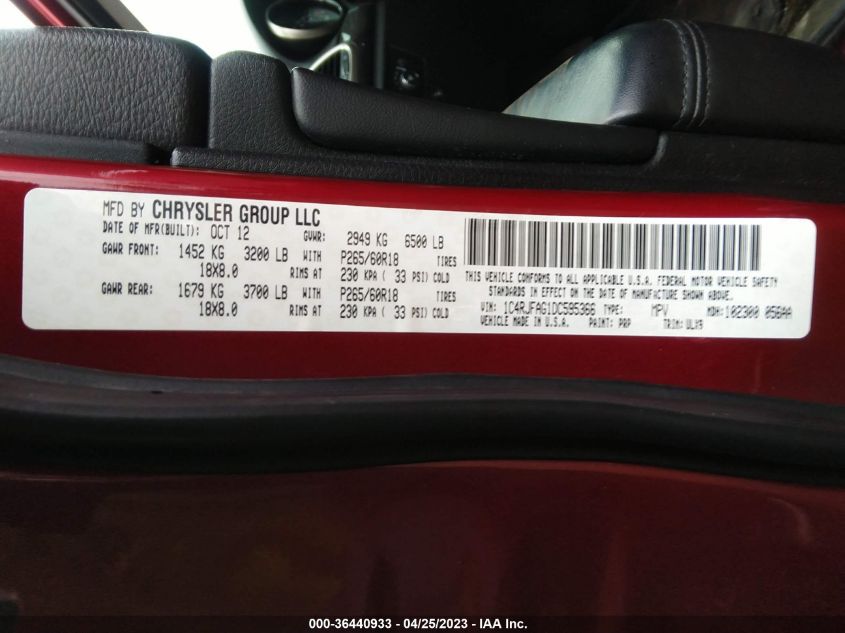 MFD BY CHRYSLER GROUP LLC
DATE OF MFR(BUILT): OCT 12 GVWR: 2949 KG 6500 LB
GAWR FRONT: 1452 KG 3200 LB WITH P265/60R18 TIRES
18X8.0 RIMS AT 230 KPA ( 33 PSI) COLD
GAWR REAR: 1679 KG 3700 LB WITH P265/60R18 TIRES
18X8.0 RIMS AT 230 KPA ( 33 PSI) COLD
THIS VEHICLE CONFORMS TO ALL APPLICABLE U.S.A. FEDERAL MOTOR VEHICLE SAFETY
STANDARDS IN EFFECT ON THE DATE OF MANUFACTURE SHOWN ABOVE.
VIN: 1C4RJFAG1DC595366 TYPE: MPV MDH: 102300 056AA
VEHICLE MADE IN U.S.A. PAINT: PRP TRIM: ULX9
000-36440933 - 04/25/2023 - IAA Inc.